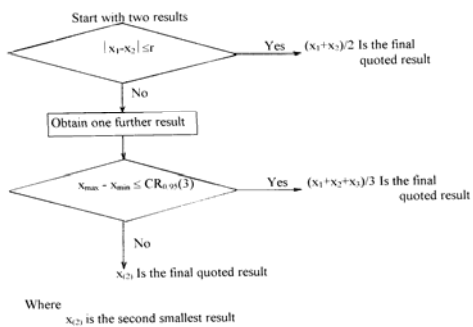 Start with two results
|x₁-x₂| ≤r
Yes
(x₁+x₂)/2 Is the final
quoted result
No
Obtain one further result
xₘₐₓ - xₘᵢₙ ≤ CR₀.₉₅(3)
Yes
(x₁+x₂+x₃)/3 Is the final
quoted result
No
x₍₂₎ Is the final quoted result
Where
x₍₂₎ is the second smallest result